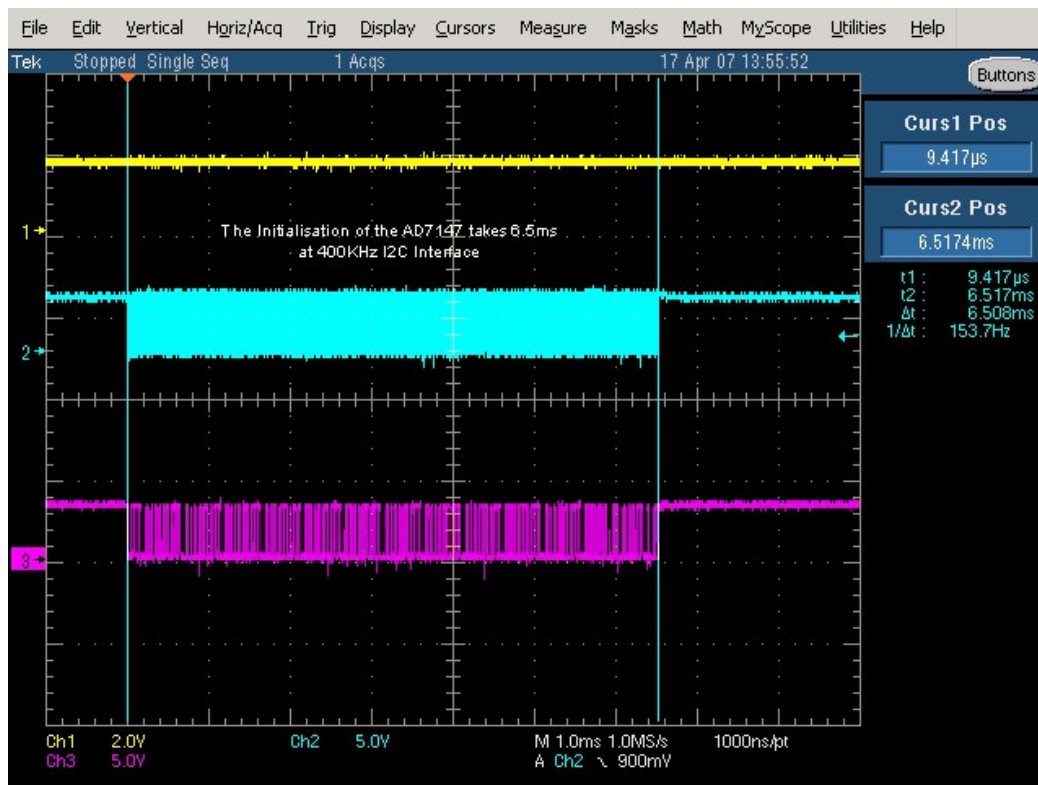 File Edit Vertical Horiz/Acq Trig Display Cursors Measure Masks Math MyScope Utilities Help
Tek Stopped Single Seq 1 Acqs 17 Apr 07 13:55:52
Buttons
Curs1 Pos
9.417µs
Curs2 Pos
6.5174ms
t1 : 9.417µs
t2 : 6.517ms
Δt : 6.508ms
1/Δt : 153.7Hz
1
The Initialisation of the AD7147 takes 6.5ms
at 400KHz I2C Interface
2
3
Ch1 2.0V Ch2 5.0V M 1.0ms 1.0MS/s 1000ns/pt
Ch3 5.0V A Ch2 \ 900mV